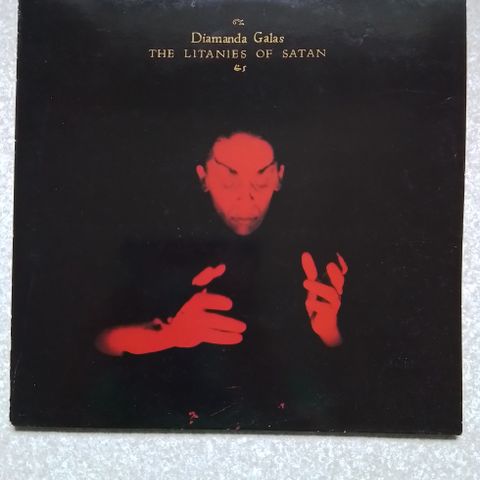 Diamanda Galas
THE LITANIES OF SATAN